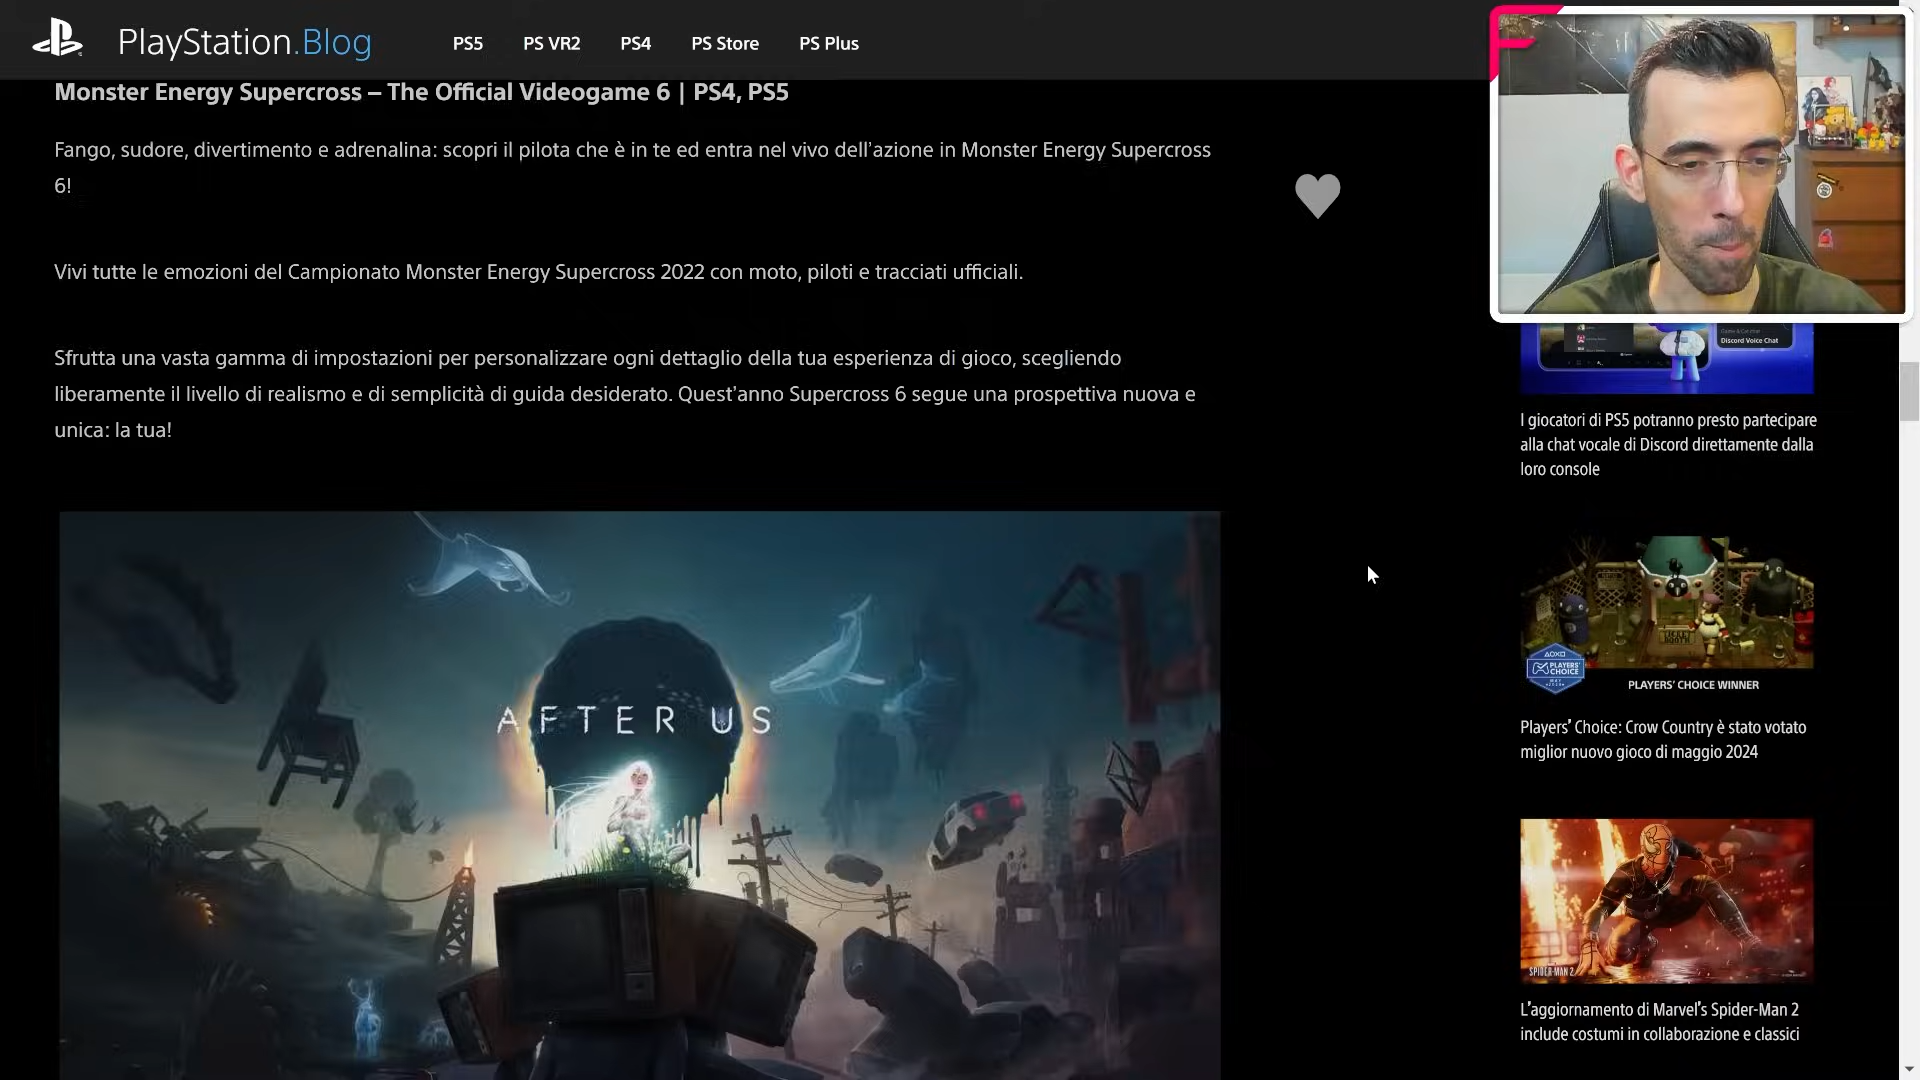 PlayStation.Blog
PS5 PS VR2 PS4 PS Store PS Plus
Monster Energy Supercross – The Official Videogame 6 | PS4, PS5
Fango, sudore, divertimento e adrenalina: scopri il pilota che è in te ed entra nel vivo dell'azione in Monster Energy Supercross
6!
Vivi tutte le emozioni del Campionato Monster Energy Supercross 2022 con moto, piloti e tracciati ufficiali.
Sfrutta una vasta gamma di impostazioni per personalizzare ogni dettaglio della tua esperienza di gioco, scegliendo
liberamente il livello di realismo e di semplicità di guida desiderato. Quest'anno Supercross 6 segue una prospettiva nuova e
unica: la tua!
AFTER US
Discord Voice Chat
I giocatori di PS5 potranno presto partecipare
alla chat vocale di Discord direttamente dalla
loro console
TICKET
BOOTH
PLAYERS'
CHOICE
PLAYERS' CHOICE WINNER
Players' Choice: Crow Country è stato votato
miglior nuovo gioco di maggio 2024
SPIDER-MAN 2
L'aggiornamento di Marvel's Spider-Man 2
include costumi in collaborazione e classici